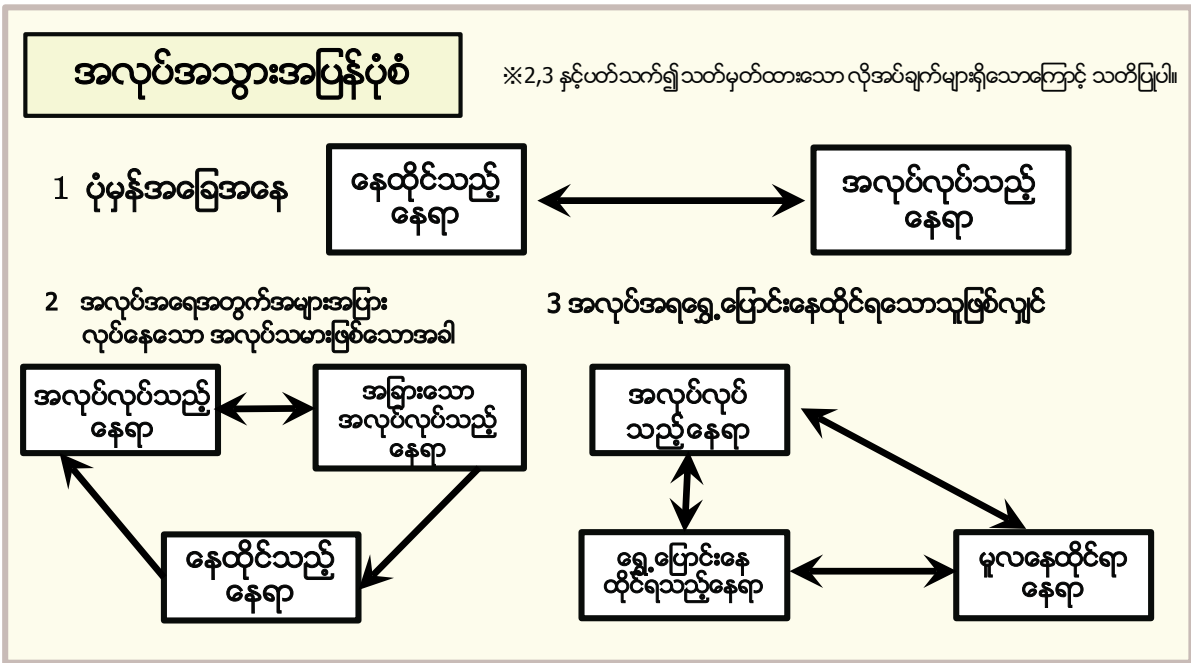 အလုပ်အသွားအပြန်ပုံစံ
※2,3 နှင့်ပတ်သက်၍သတ်မှတ်ထားသော လိုအပ်ချက်များရှိသောကြောင့် သတိပြုပါ။
1 ပုံမှန်အခြေအနေ
နေထိုင်သည့်
နေရာ
အလုပ်လုပ်သည့်
နေရာ
2 အလုပ်အရေအတွက်အများအပြား
လုပ်နေသော အလုပ်သမားဖြစ်သောအခါ
အလုပ်လုပ်သည့်
နေရာ
အခြားသော
အလုပ်လုပ်သည့်
နေရာ
နေထိုင်သည့်
နေရာ
3 အလုပ်အရရွှေ့ပြောင်းနေထိုင်ရသောသူဖြစ်လျှင်
အလုပ်လုပ်
သည့်နေရာ
ရွှေ့ပြောင်းနေ
ထိုင်ရသည့်နေရာ
မူလနေထိုင်ရာ
နေရာ